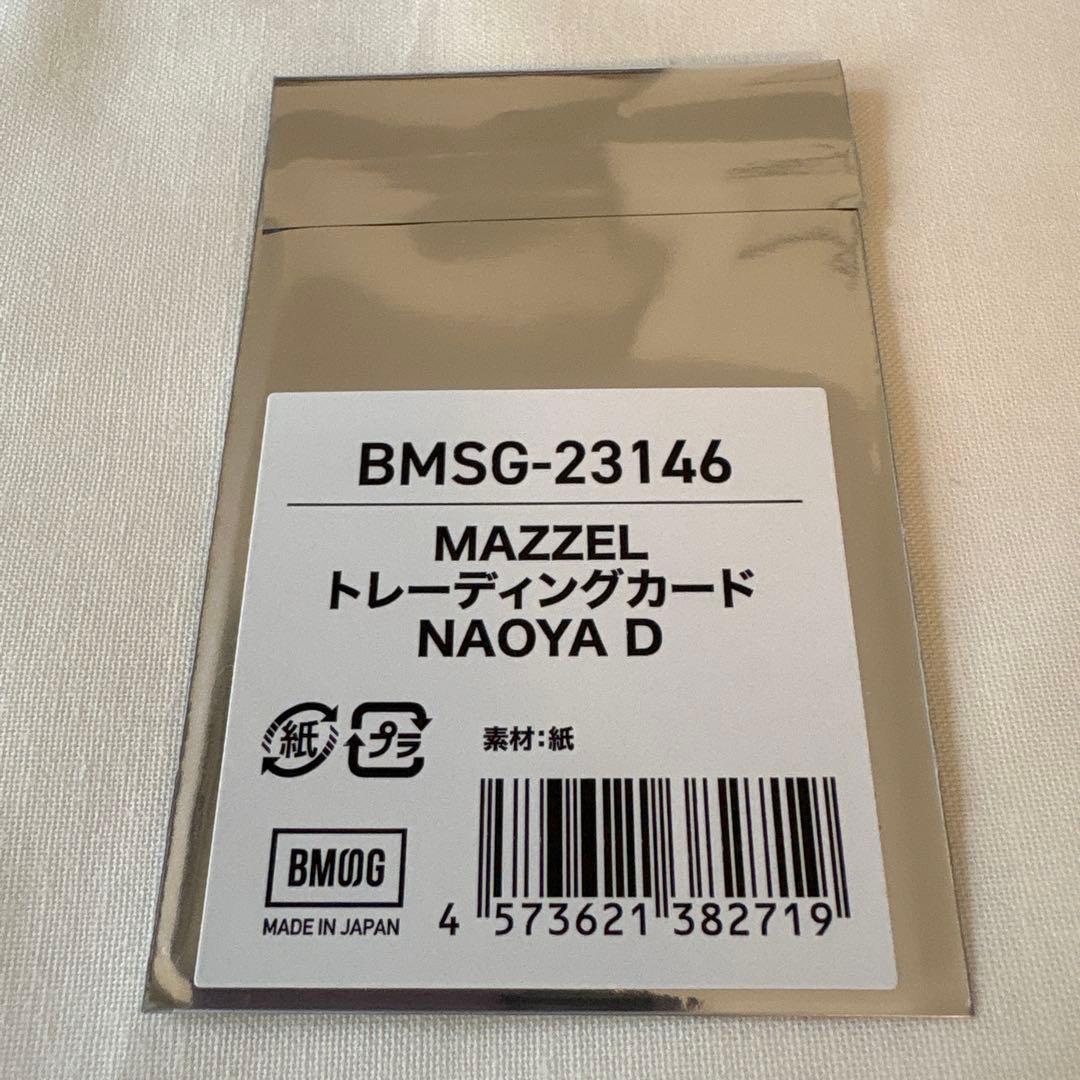 BMSG-23146
MAZZEL
トレーディングカード
NAOYA D
紙
プラ
素材：紙
BMSG
MADE IN JAPAN
4 573621 382719